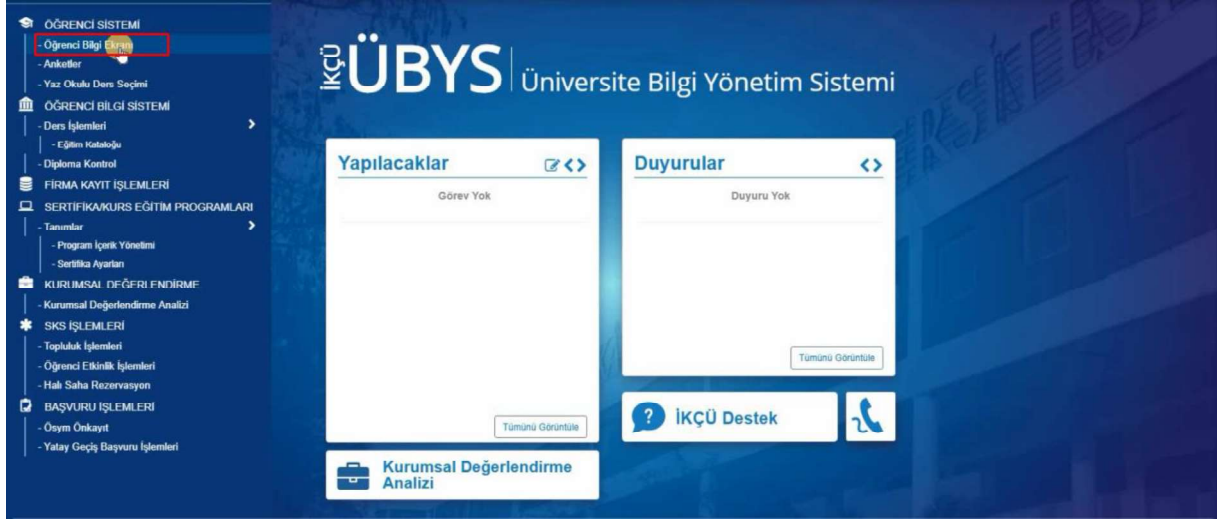 ÖĞRENCİ SİSTEMİ
- Öğrenci Bilgi Ekranı
- Anketler
- Yaz Okulu Ders Seçimi
ÖĞRENCİ BİLGİ SİSTEMİ
- Ders İşlemleri
- Eğitim Kataloğu
- Diploma Kontrol
FİRMA KAYIT İŞLEMLERİ
SERTİFİKA/KURS EĞİTİM PROGRAMLARI
- Tanımlar
- Program İçerik Yönetimi
- Sertifika Ayarları
KURUMSAL DEĞERLENDİRME
- Kurumsal Değerlendirme Analizi
SKS İŞLEMLERİ
- Topluluk İşlemleri
- Öğrenci Etkinlik İşlemleri
- Halı Saha Rezervasyon
BAŞVURU İŞLEMLERİ
- Ösym Önkayıt
- Yatay Geçiş Başvuru İşlemleri
İKÇÜ ÜBYS Üniversite Bilgi Yönetim Sistemi
Yapılacaklar
Görev Yok
Tümünü Görüntüle
Kurumsal Değerlendirme
Analizi
Duyurular
Duyuru Yok
Tümünü Görüntüle
İKÇÜ Destek